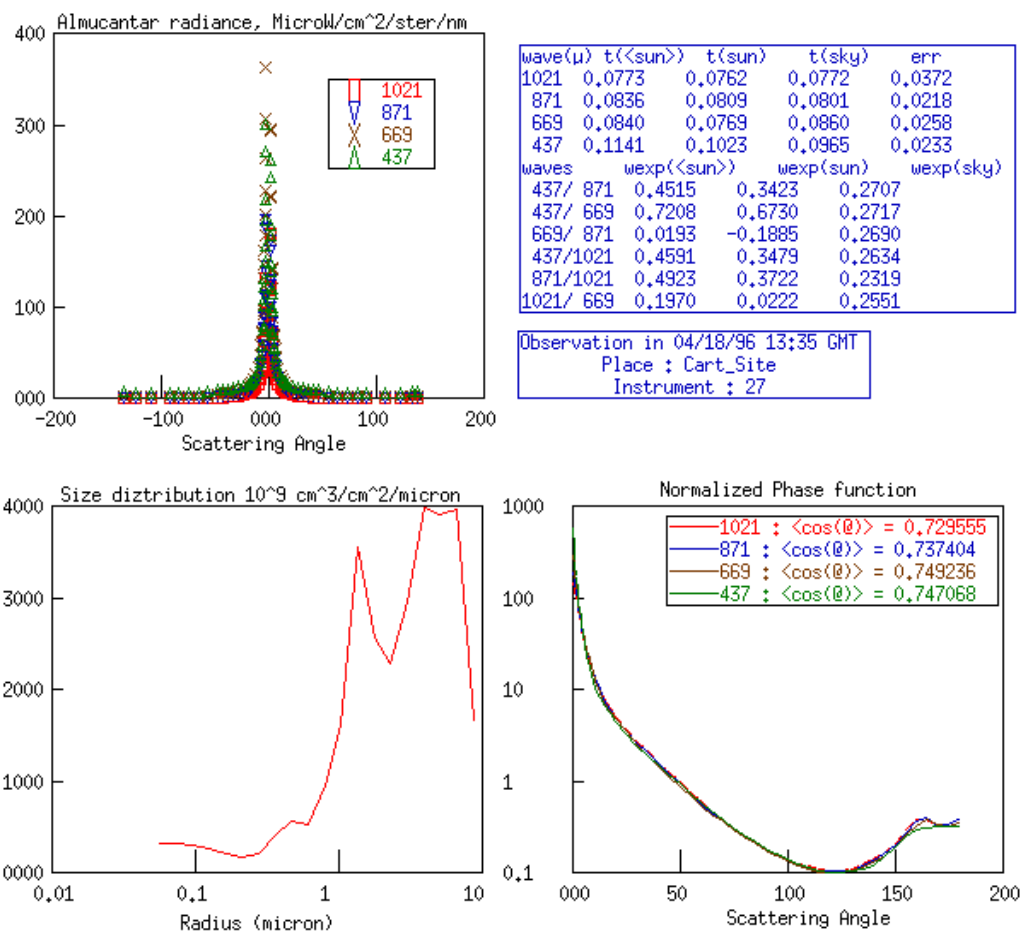 Almucantar radiance, MicroW/cm^2/ster/nm
400
300
200
100
000
-200 -100 000 100 200
Scattering Angle
1021
871
669
437
wave(μ) t(<sun>) t(sun) t(sky) err
1021 0.0773 0.0762 0.0772 0.0372
871 0.0836 0.0809 0.0801 0.0218
669 0.0840 0.0769 0.0860 0.0258
437 0.1141 0.1023 0.0965 0.0233
waves wexp(<sun>) wexp(sun) wexp(sky)
437/ 871 0.4515 0.3423 0.2707
437/ 669 0.7208 0.6730 0.2717
669/ 871 0.0193 -0.1885 0.2690
437/1021 0.4591 0.3479 0.2634
871/1021 0.4923 0.3722 0.2319
1021/ 669 0.1970 0.0222 0.2551
Observation in 04/18/96 13:35 GMT
Place : Cart_Site
Instrument : 27
Size diztribution 10^9 cm^3/cm^2/micron
4000
3000
2000
1000
0000
0.01 0.1 1 10
Radius (micron)
Normalized Phase function
1000
100
10
1
0.1
000 50 100 150 200
Scattering Angle
1021 : <cos(@)> = 0.729555
871 : <cos(@)> = 0.737404
669 : <cos(@)> = 0.749236
437 : <cos(@)> = 0.747068